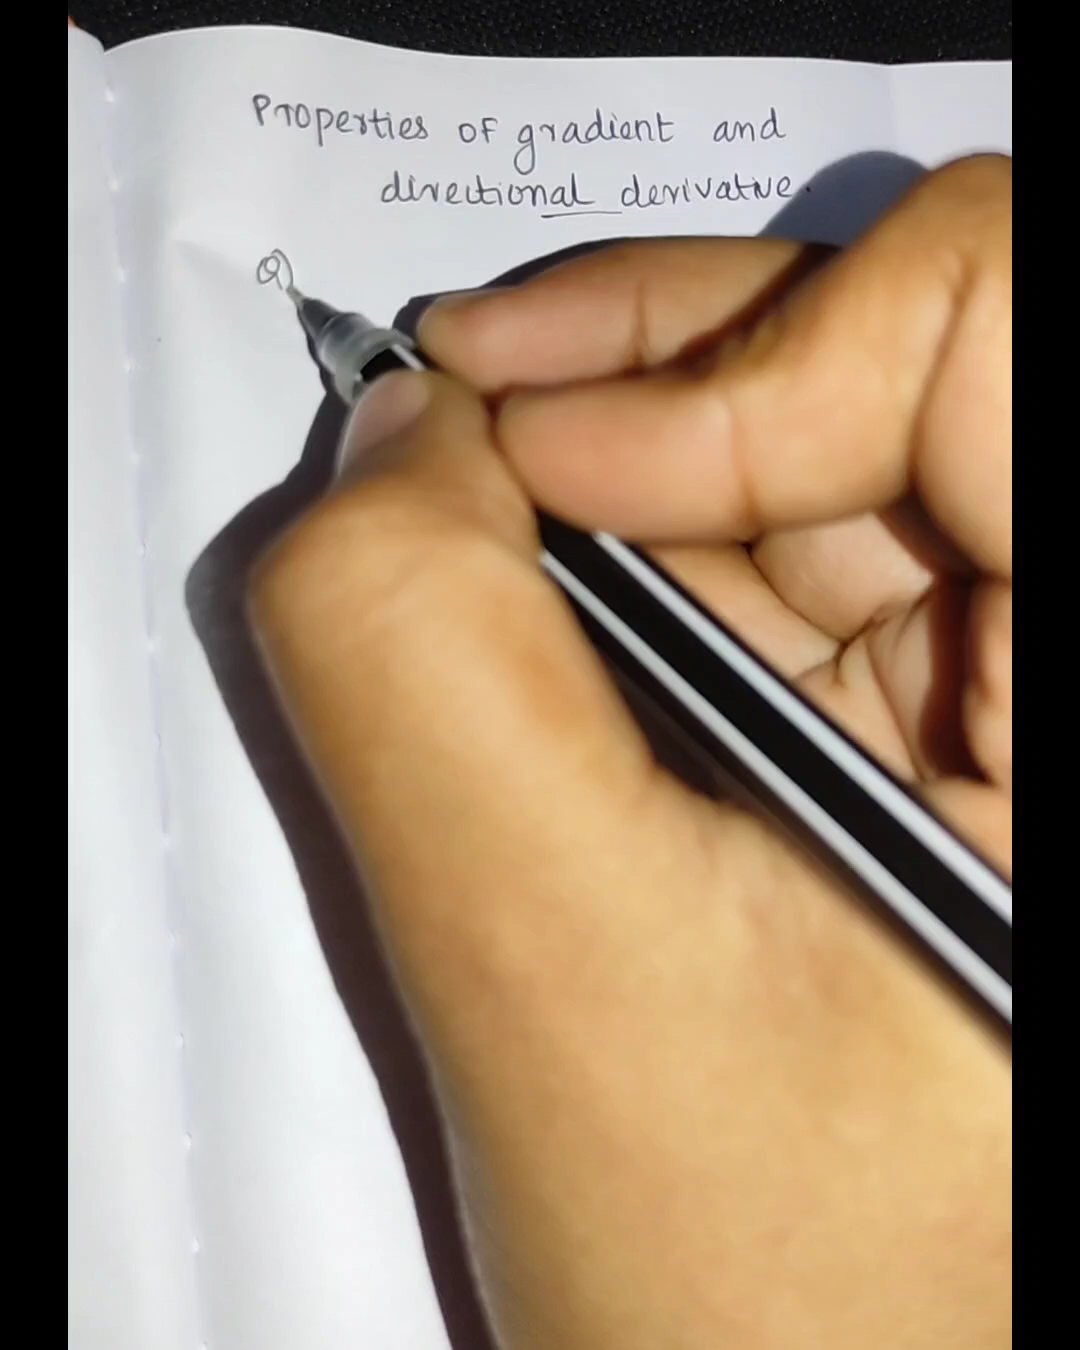 Properties of gradient and
directional derivative.
Q)